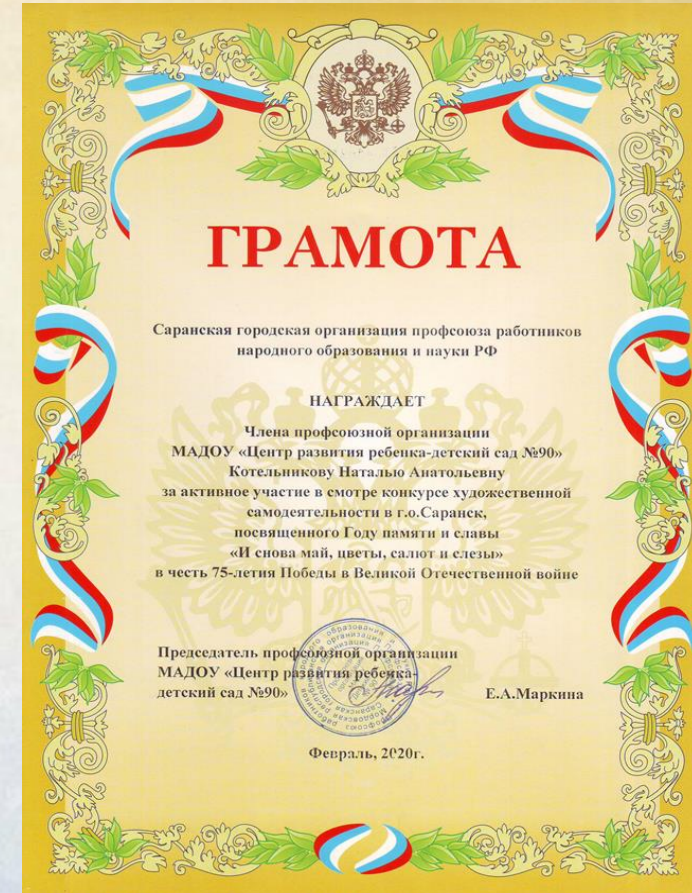 ГРАМОТА
Саранская городская организация профсоюза работников
народного образования и науки РФ
НАГРАЖДАЕТ
Члена профсоюзной организации
МАДОУ «Центр развития ребенка-детский сад №90»
Котельникову Наталью Анатольевну
за активное участие в смотре конкурсе художественной
самодеятельности в г.о.Саранск,
посвященного Году памяти и славы
«И снова май, цветы, салют и слезы»
в честь 75-летия Победы в Великой Отечественной войне
Председатель профсоюзной организации
МАДОУ «Центр развития ребенка-
детский сад №90»
Е.А.Маркина
Февраль, 2020г.